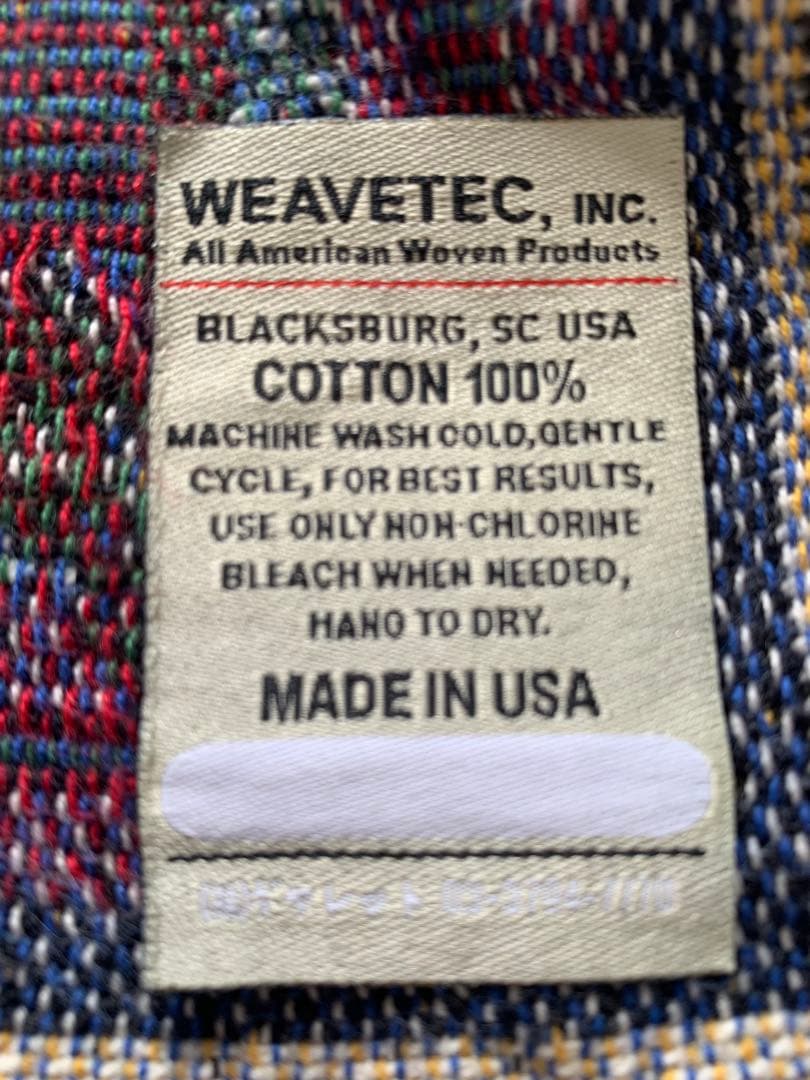 WEAVETEC, INC.
All American Woven Products
BLACKSBURG, SC USA
COTTON 100%
MACHINE WASH COLD, GENTLE
CYCLE, FOR BEST RESULTS,
USE ONLY NON-CHLORINE
BLEACH WHEN NEEDED,
HANG TO DRY.
MADE IN USA